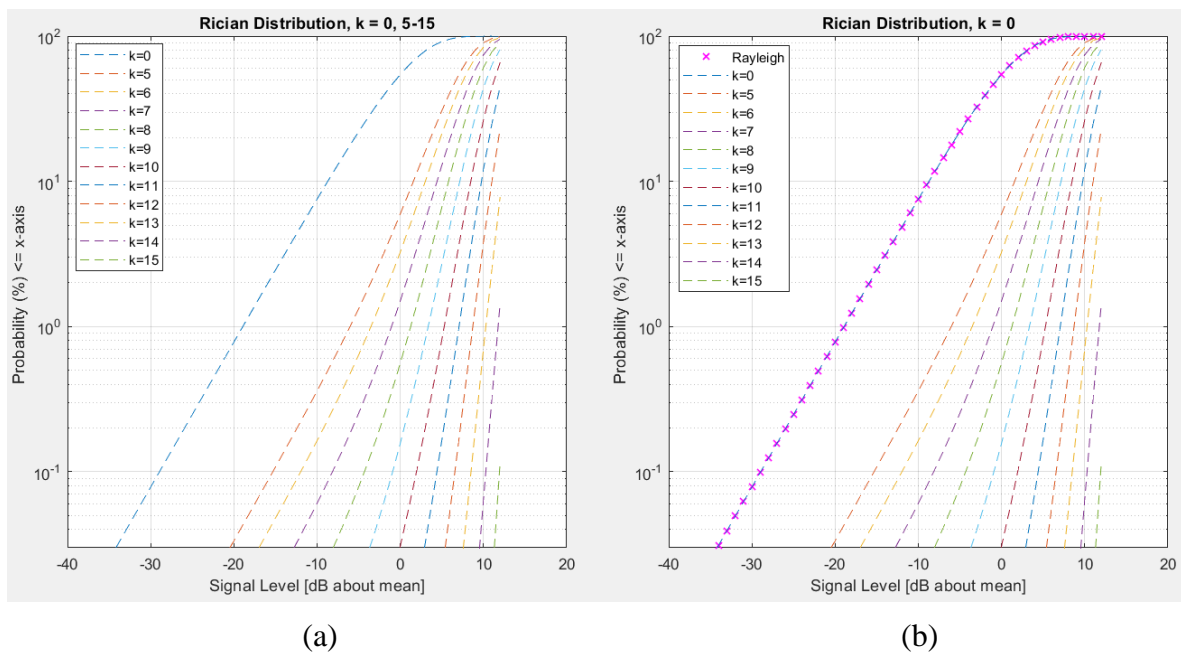 Rician Distribution, k = 0, 5-15
10^2
10^1
10^0
10^-1
Probability (%) <= x-axis
k=0
k=5
k=6
k=7
k=8
k=9
k=10
k=11
k=12
k=13
k=14
k=15
-40 -30 -20 -10 0 10 20
Signal Level [dB about mean]
(a)
Rician Distribution, k = 0
10^2
10^1
10^0
10^-1
Probability (%) <= x-axis
Rayleigh
k=0
k=5
k=6
k=7
k=8
k=9
k=10
k=11
k=12
k=13
k=14
k=15
-40 -30 -20 -10 0 10 20
Signal Level [dB about mean]
(b)